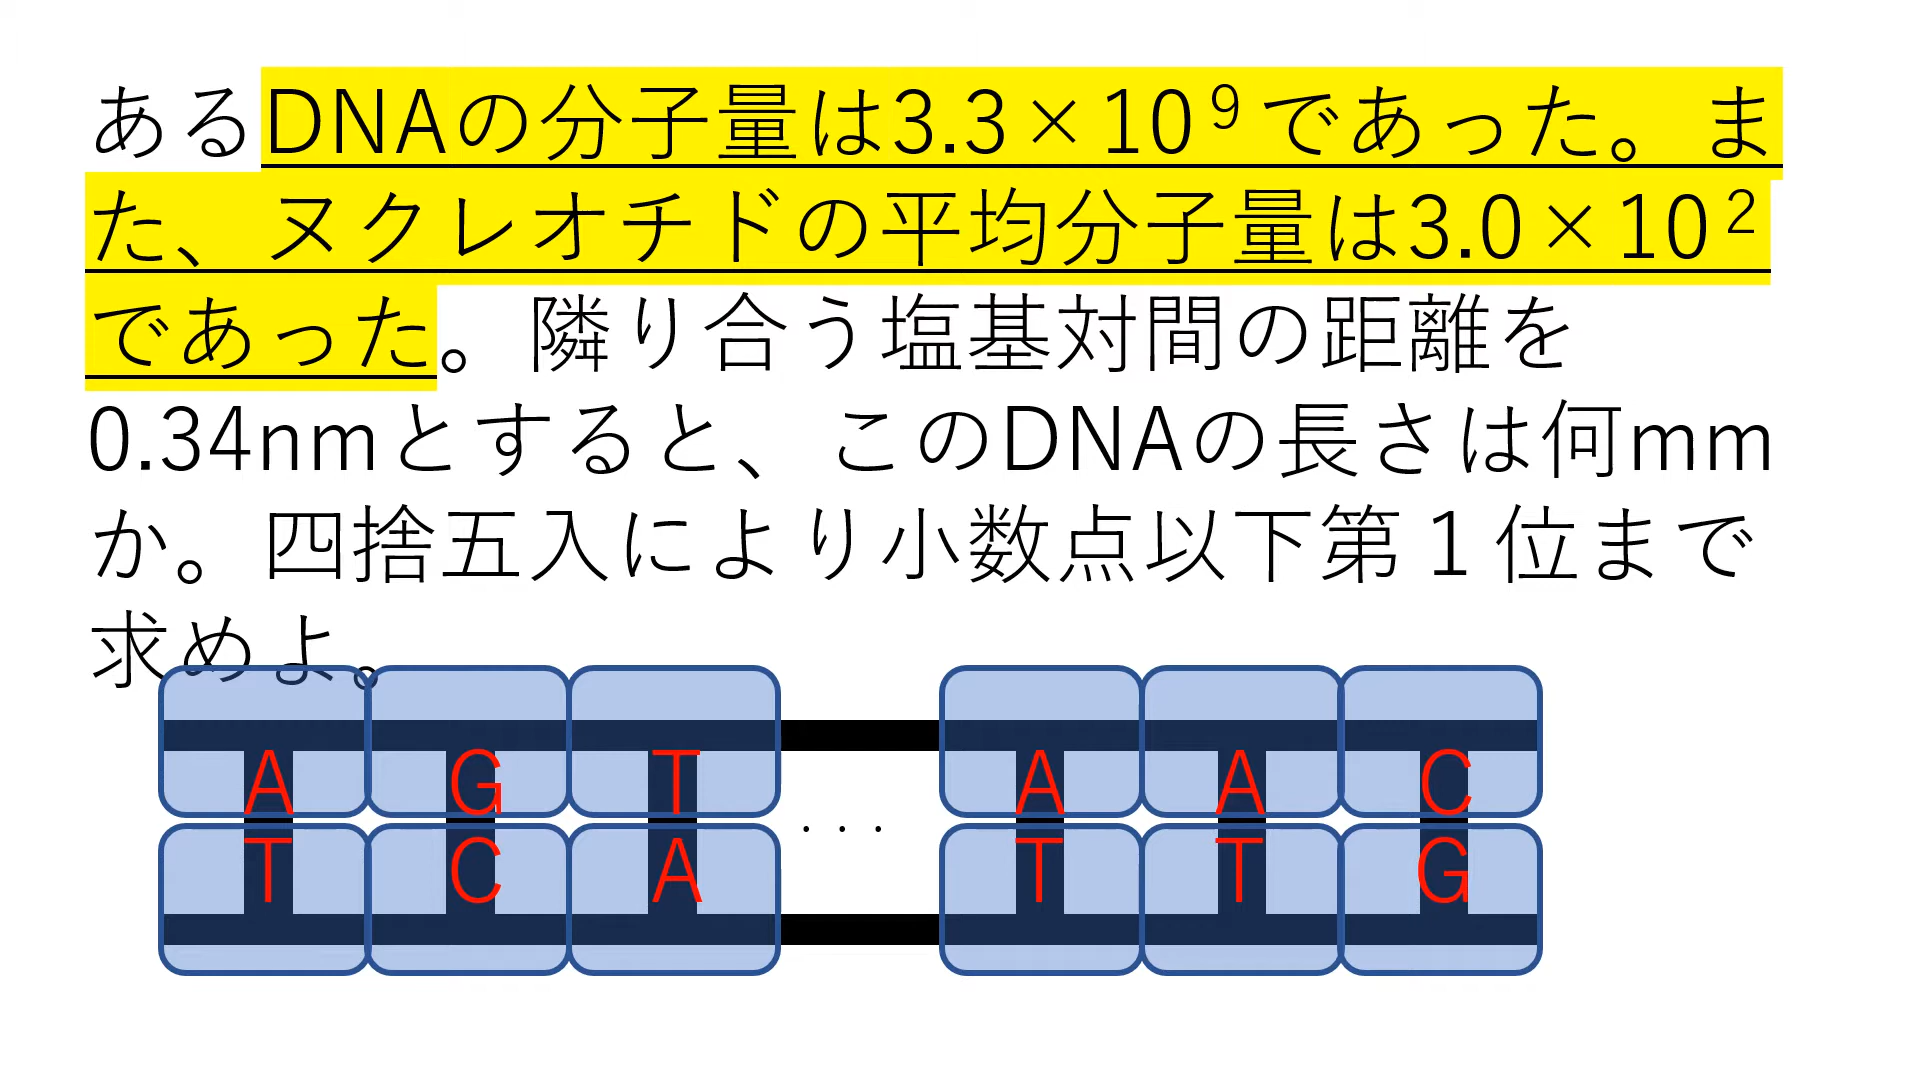 あるDNAの分子量は3.3×10⁹であった。ま
た、ヌクレオチドの平均分子量は3.0×10²
であった。隣り合う塩基対間の距離を
0.34nmとすると、このDNAの長さは何mm
か。四捨五入により小数点以下第１位まで
求めよ。
A G T A A C
・・・
T C A T T G